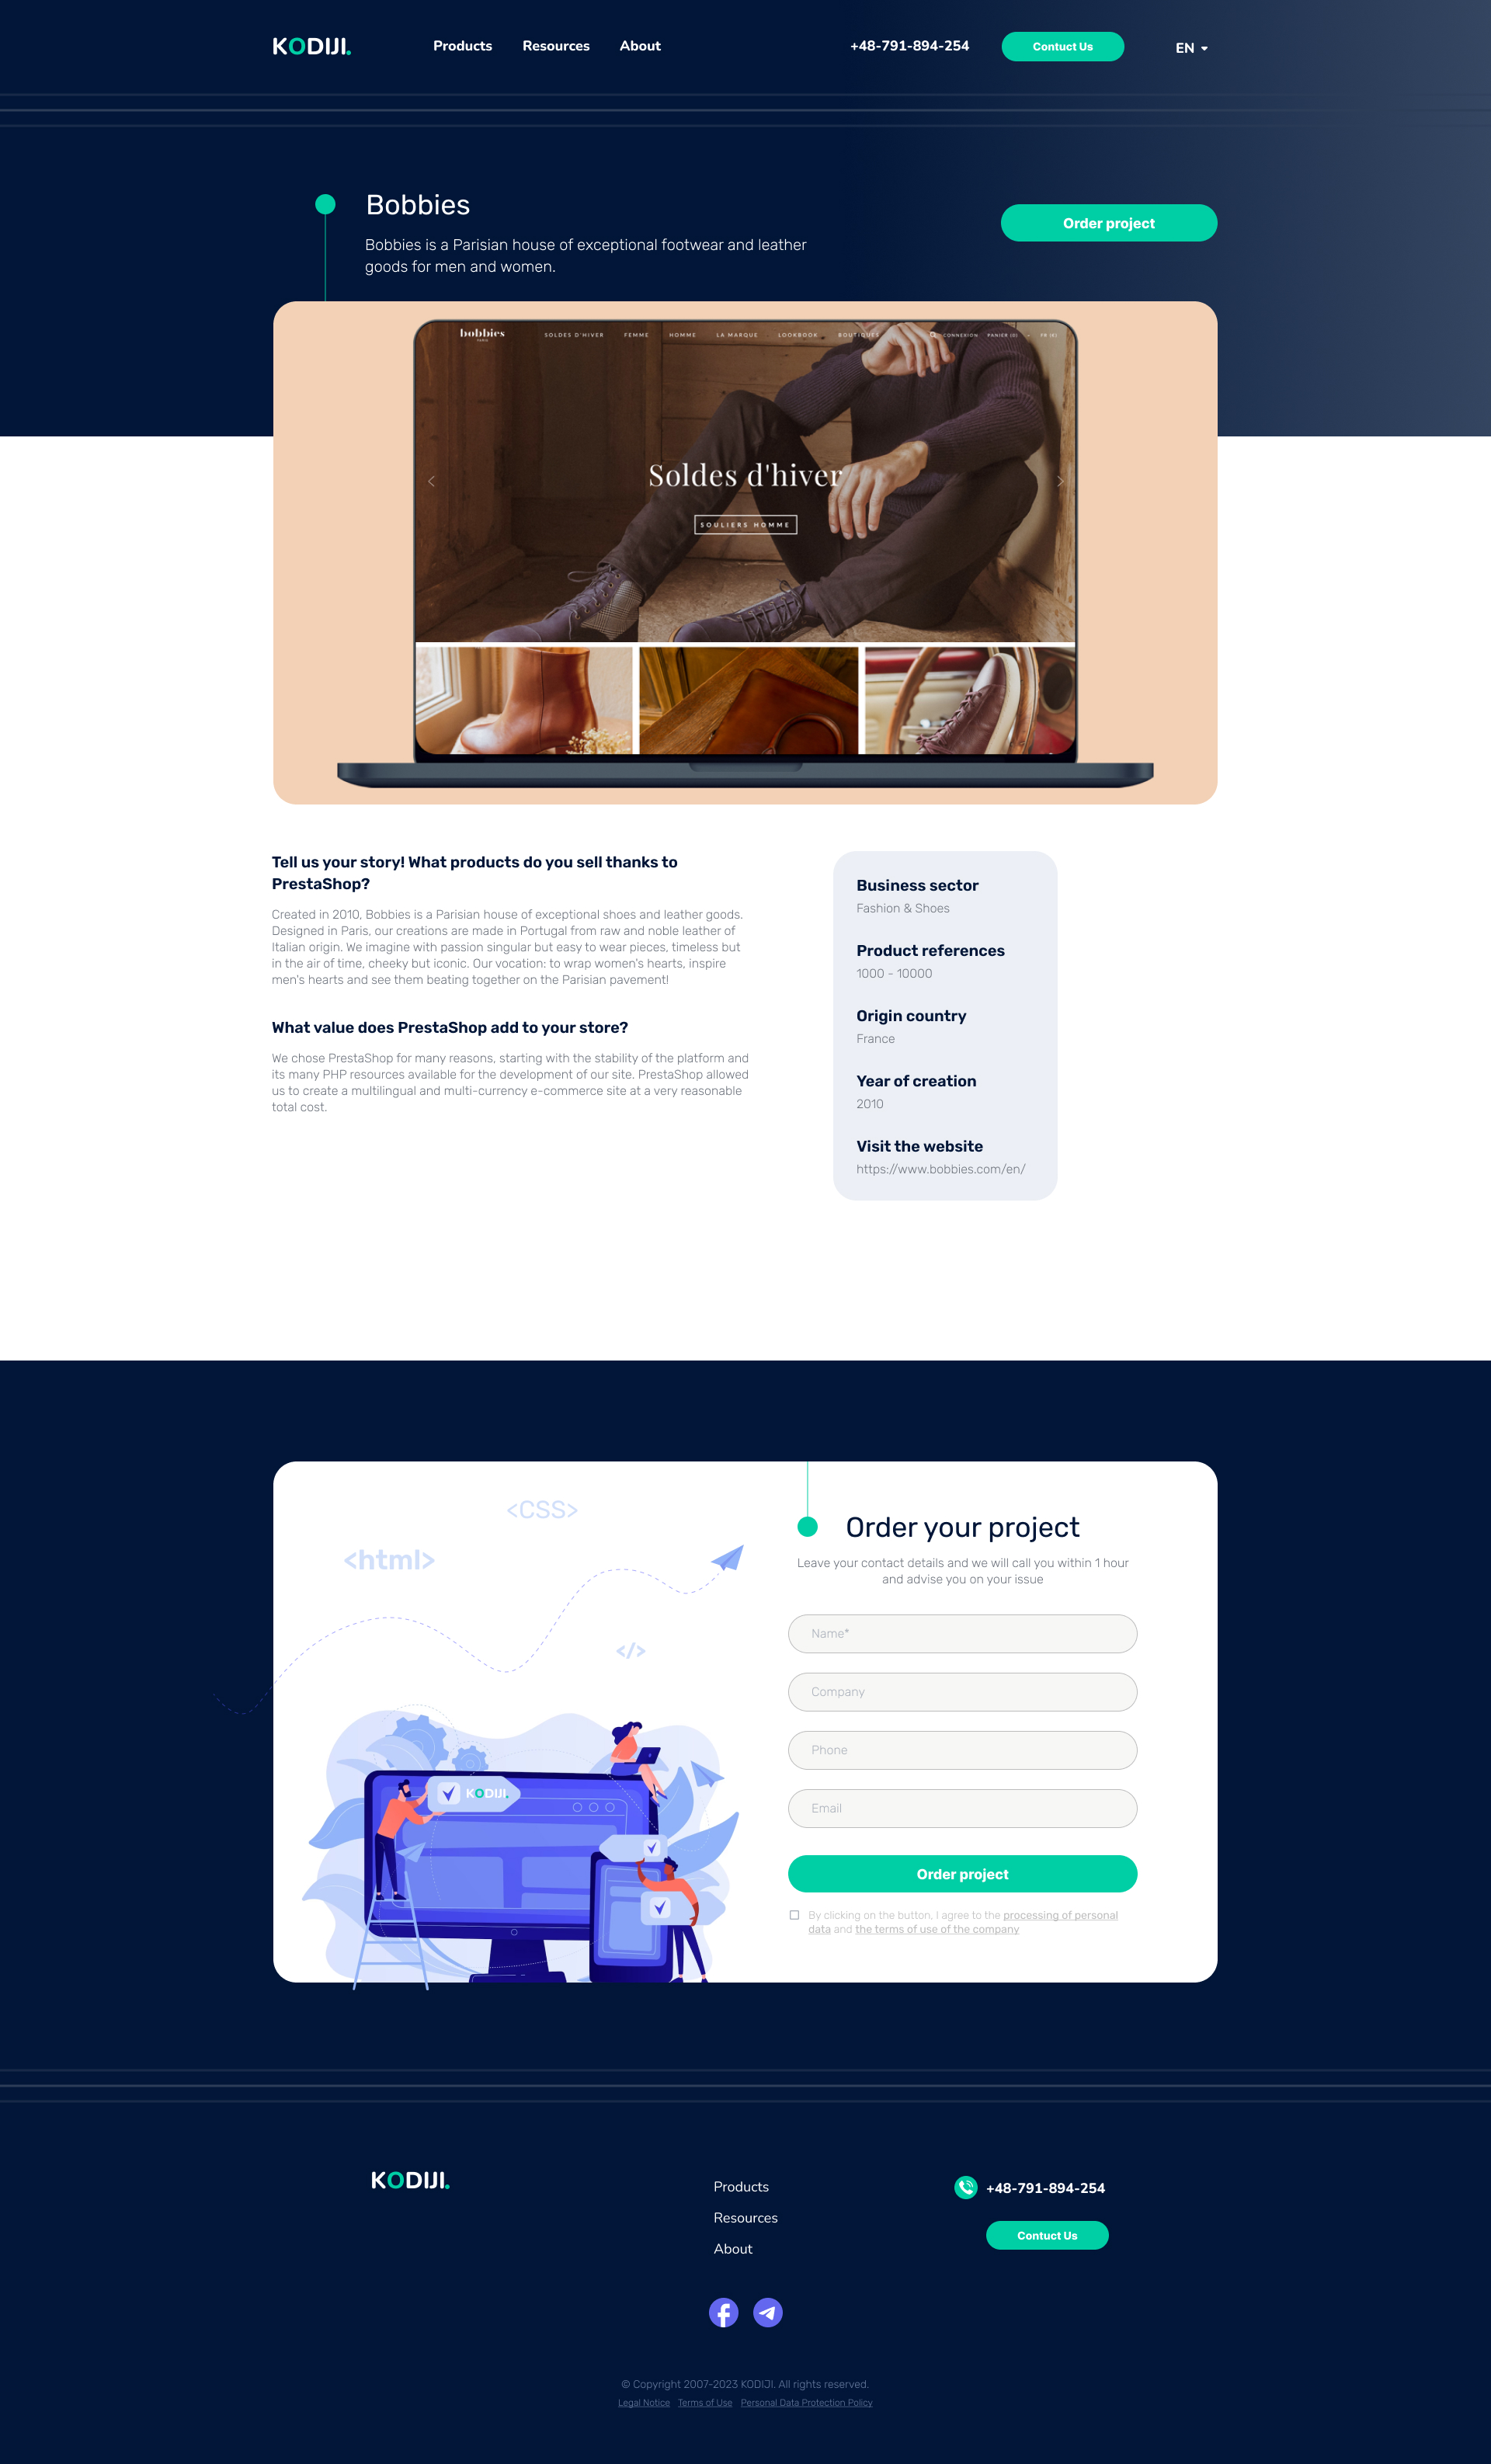 KODIJI.
Products
Resources
About
+48-791-894-254
Contuct Us
EN
Bobbies
Bobbies is a Parisian house of exceptional footwear and leather
goods for men and women.
Order project
bobbies
PARIS
SOLDES D'HIVER
FEMME
HOMME
LA MARQUE
LOOKBOOK
BOUTIQUES
CONNEXION
PANIER (0)
FR (€)
Soldes d'hiver
SOULIERS HOMME
Tell us your story! What products do you sell thanks to
PrestaShop?
Created in 2010, Bobbies is a Parisian house of exceptional shoes and leather goods.
Designed in Paris, our creations are made in Portugal from raw and noble leather of
Italian origin. We imagine with passion singular but easy to wear pieces, timeless but
in the air of time, cheeky but iconic. Our vocation: to wrap women's hearts, inspire
men's hearts and see them beating together on the Parisian pavement!
What value does PrestaShop add to your store?
We chose PrestaShop for many reasons, starting with the stability of the platform and
its many PHP resources available for the development of our site. PrestaShop allowed
us to create a multilingual and multi-currency e-commerce site at a very reasonable
total cost.
Business sector
Fashion & Shoes
Product references
1000 - 10000
Origin country
France
Year of creation
2010
Visit the website
https://www.bobbies.com/en/
<CSS>
<html>
</>
KODIJI.
Order your project
Leave your contact details and we will call you within 1 hour
and advise you on your issue
Name*
Company
Phone
Email
Order project
By clicking on the button, I agree to the processing of personal
data and the terms of use of the company
KODIJI.
Products
Resources
About
+48-791-894-254
Contuct Us
© Copyright 2007-2023 KODIJI. All rights reserved.
Legal Notice Terms of Use Personal Data Protection Policy